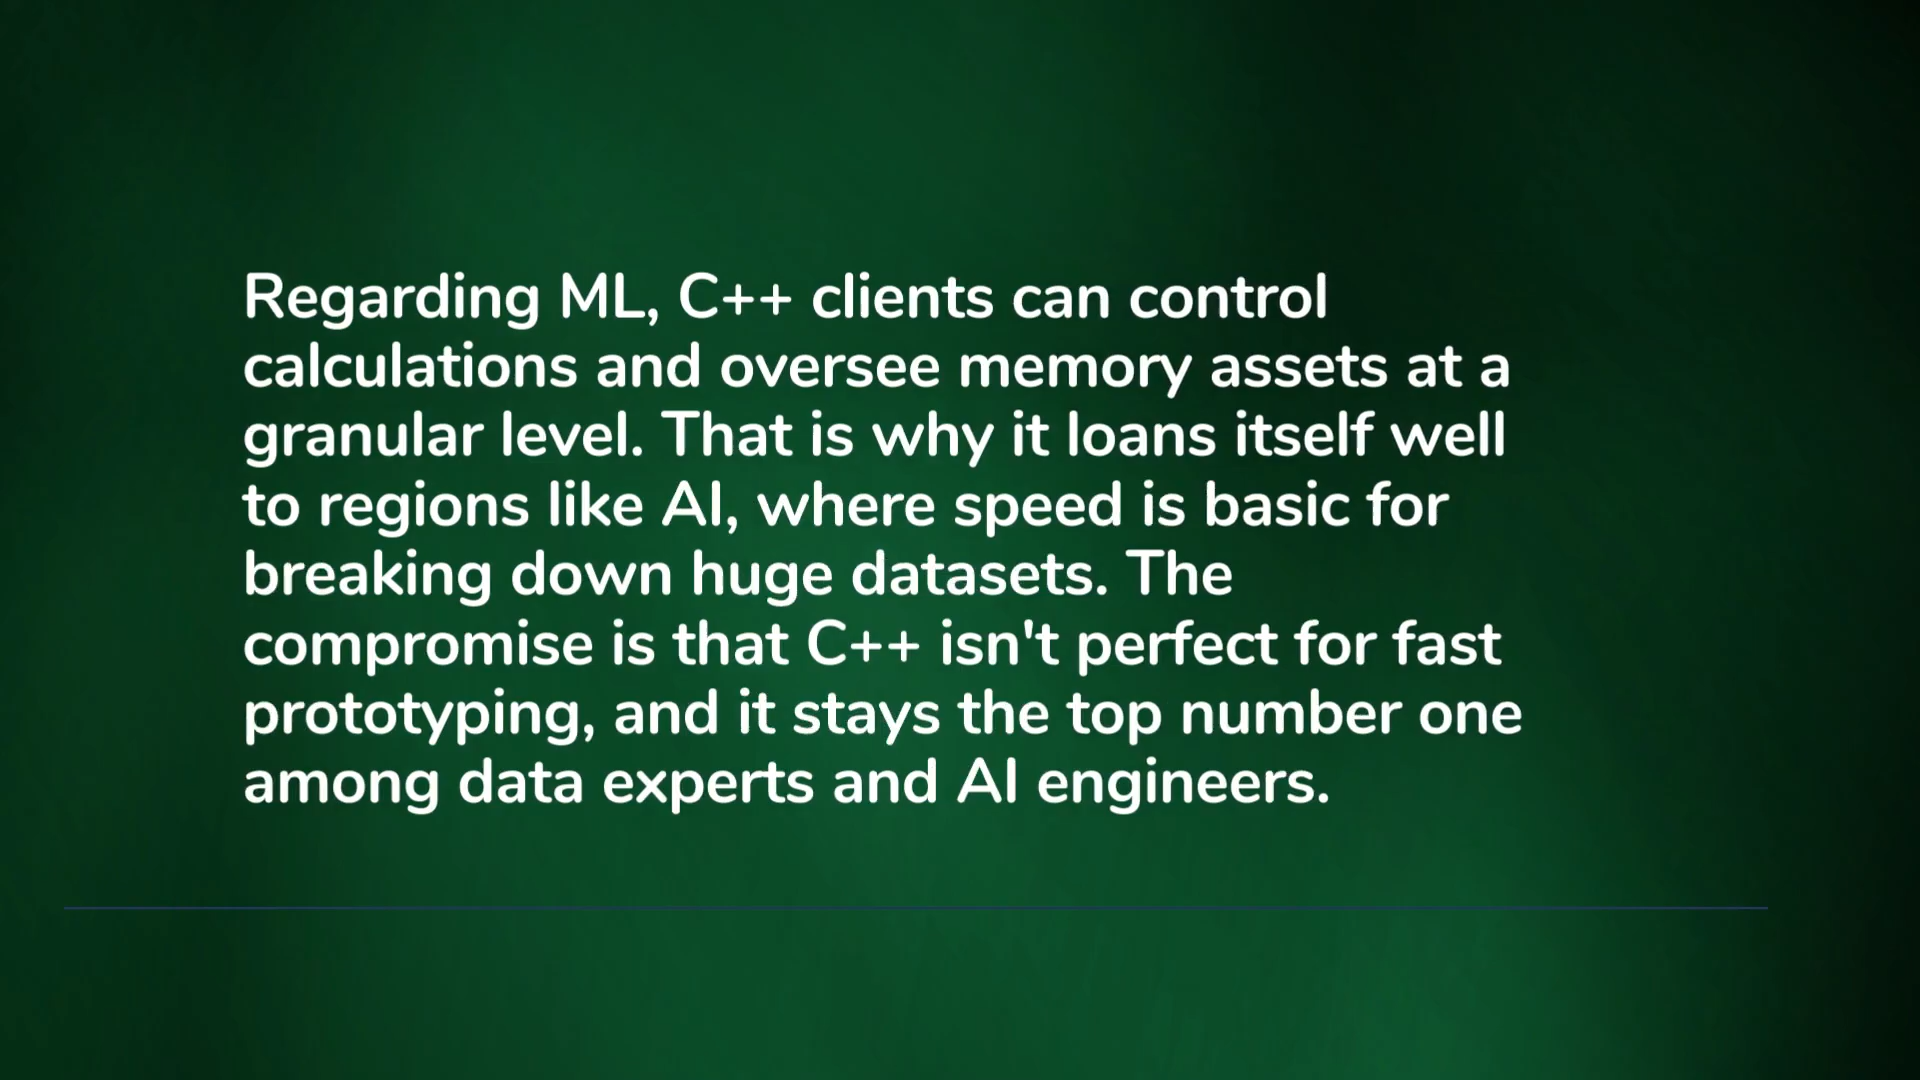 Regarding ML, C++ clients can control
calculations and oversee memory assets at a
granular level. That is why it loans itself well
to regions like AI, where speed is basic for
breaking down huge datasets. The
compromise is that C++ isn't perfect for fast
prototyping, and it stays the top number one
among data experts and AI engineers.